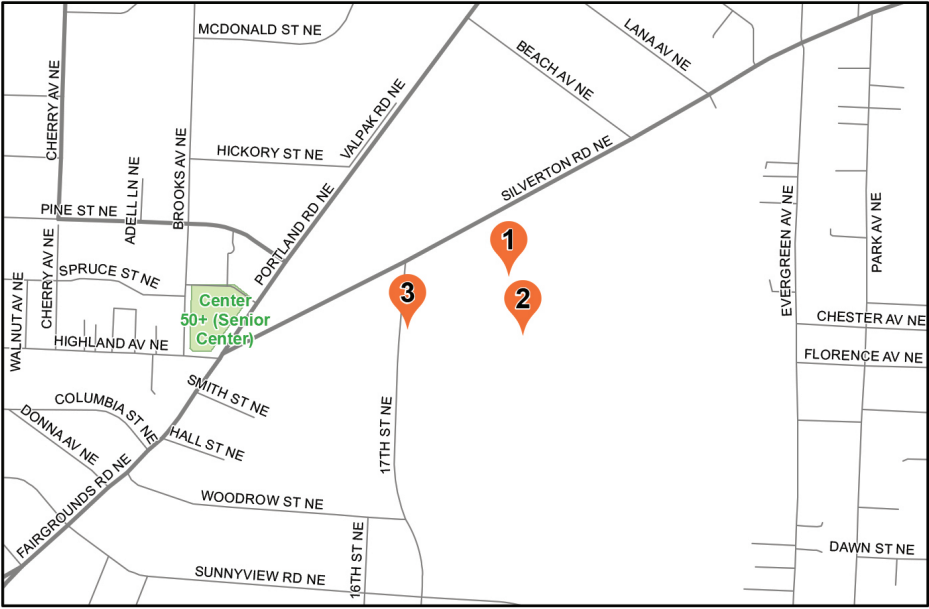 MCDONALD ST NE
LANA AV NE
BEACH AV NE
CHERRY AV NE
VALPAK RD NE
HICKORY ST NE
BROOKS AV NE
SILVERTON RD NE
ADELL LN NE
PINE ST NE
PORTLAND RD NE
EVERGREEN AV NE
PARK AV NE
1
CHERRY AV NE
SPRUCE ST NE
WALNUT AV NE
3
2
Center
50+ (Senior
Center)
CHESTER AV NE
HIGHLAND AV NE
FLORENCE AV NE
SMITH ST NE
COLUMBIA ST NE
DONNA AV NE
HALL ST NE
17TH ST NE
FAIRGROUNDS RD NE
WOODROW ST NE
16TH ST NE
DAWN ST NE
SUNNYVIEW RD NE